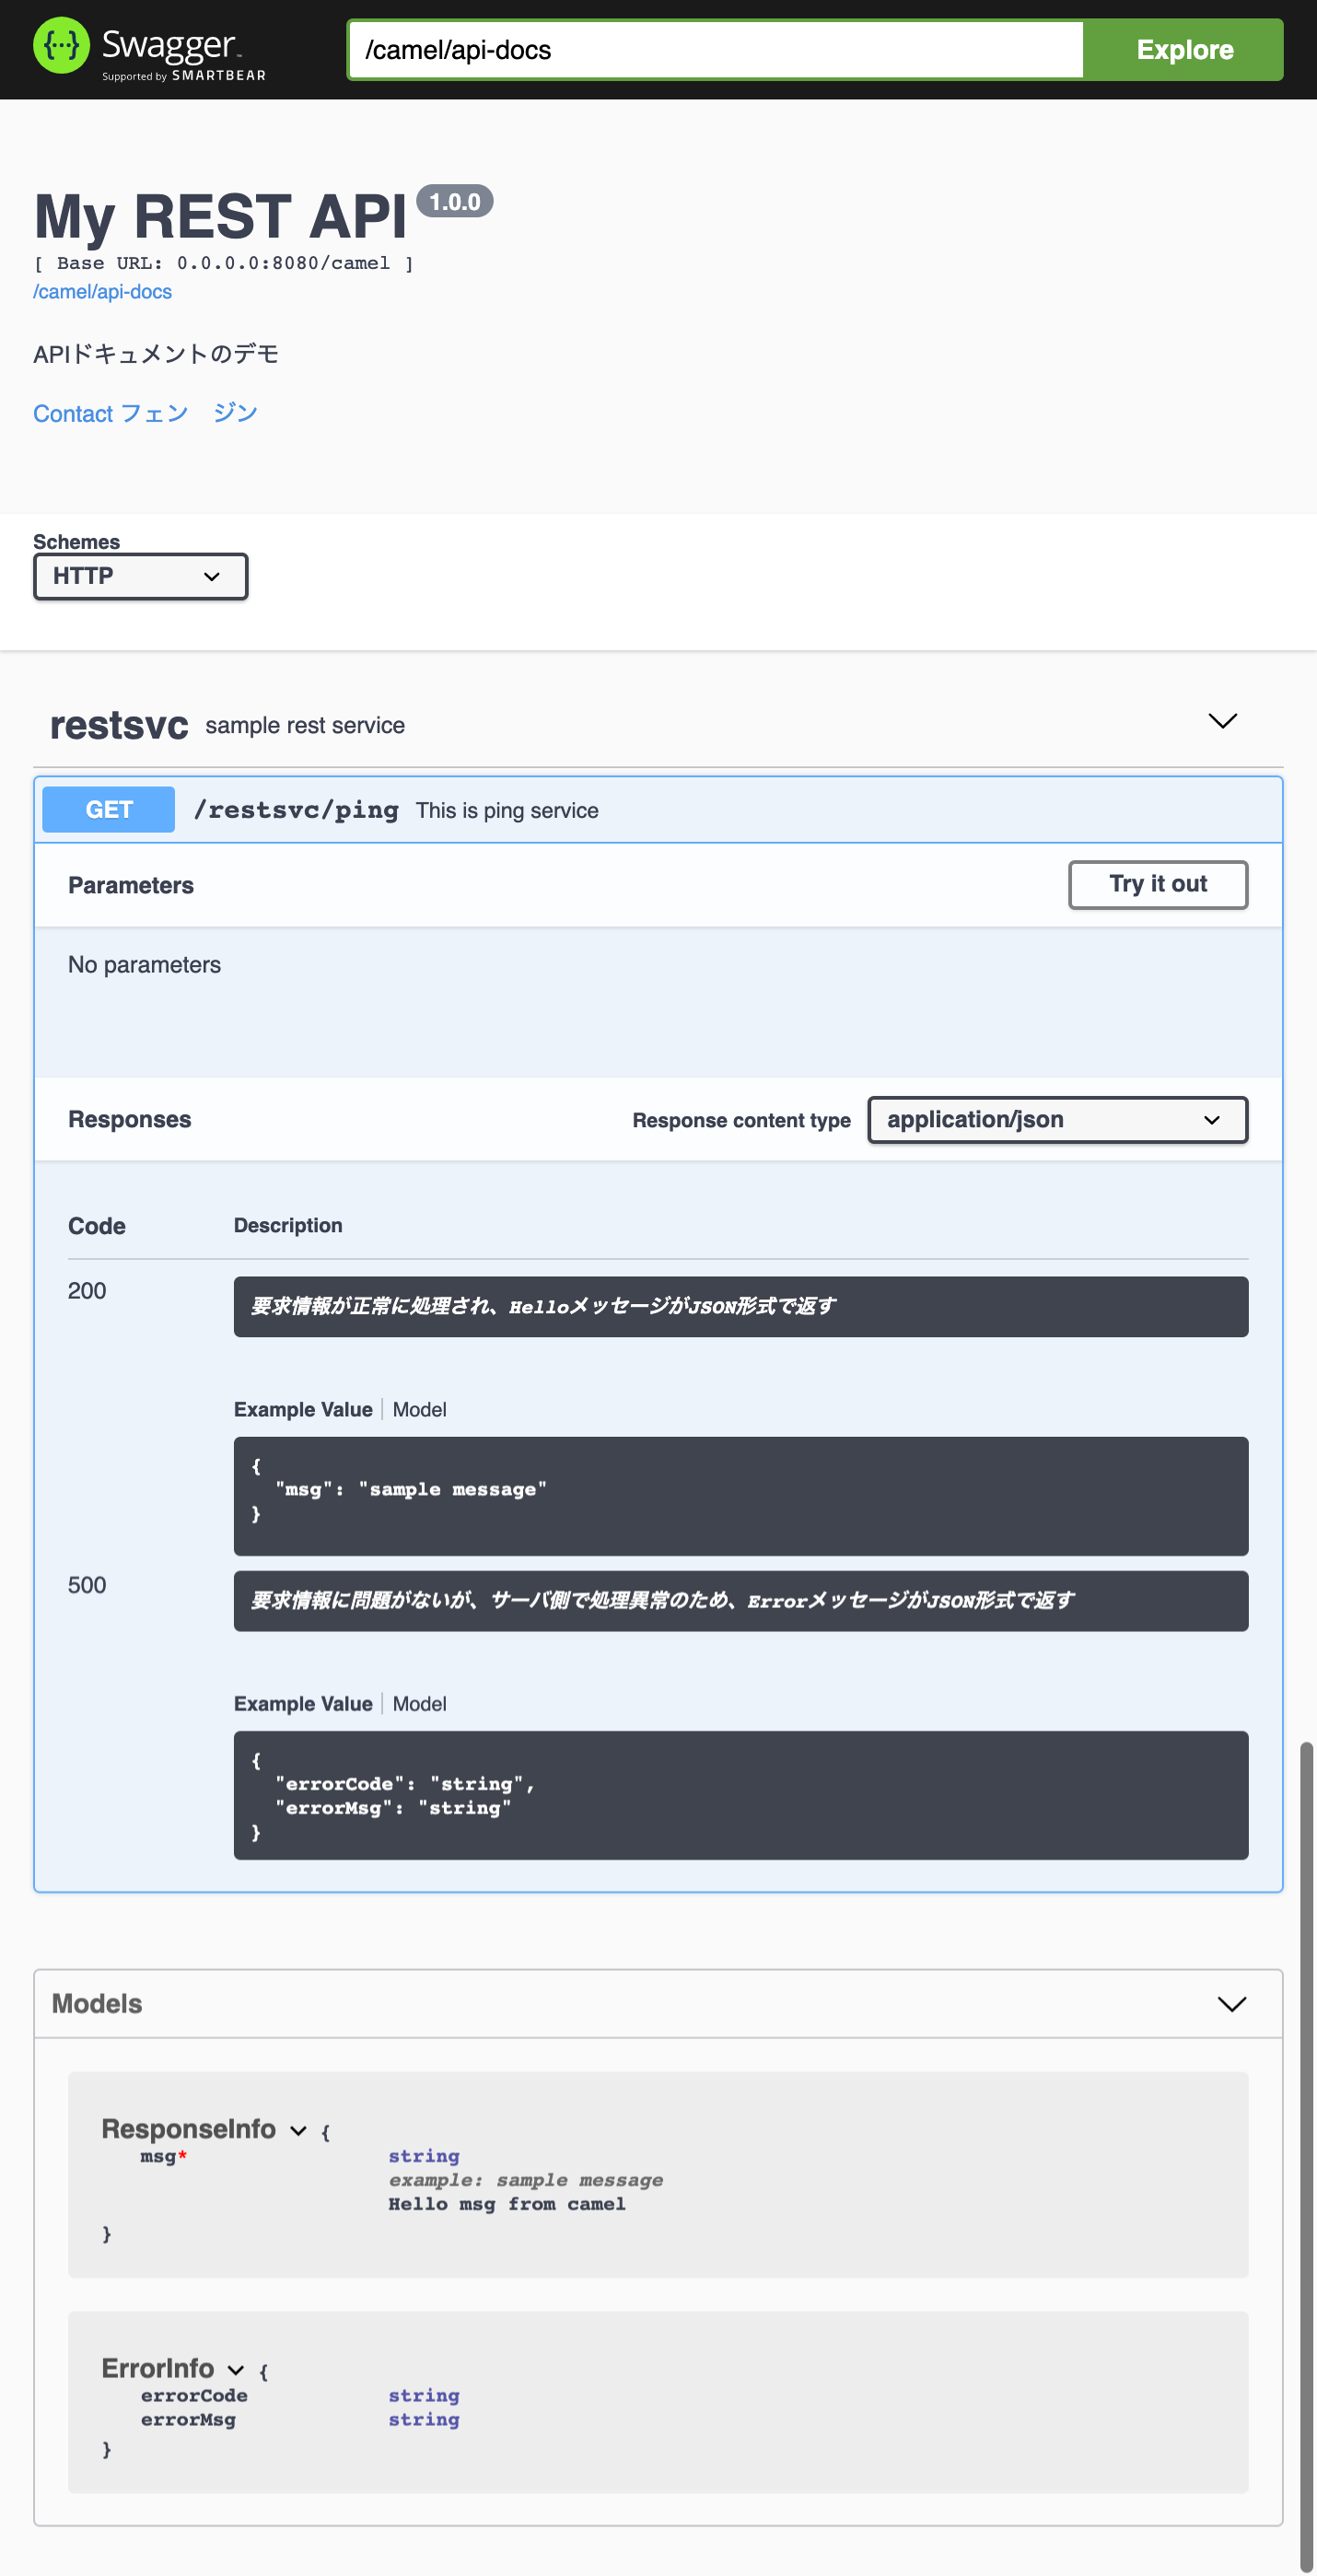 Swagger
Supported by SMARTBEAR
/camel/api-docs
Explore
My REST API 1.0.0
[ Base URL: 0.0.0.0:8080/camel ]
/camel/api-docs
APIドキュメントのデモ
Contact フェン　ジン
Schemes
HTTP
restsvc sample rest service
GET /restsvc/ping This is ping service
Parameters
Try it out
No parameters
Responses
Response content type application/json
Code Description
200 要求情報が正常に処理され、HelloメッセージがJSON形式で返す
Example Value Model
{
"msg": "sample message"
}
500 要求情報に問題がないが、サーバ側で処理異常のため、ErrorメッセージがJSON形式で返す
Example Value Model
{
"errorCode": "string",
"errorMsg": "string"
}
Models
ResponseInfo {
msg* string
example: sample message
Hello msg from camel
}
ErrorInfo {
errorCode string
errorMsg string
}